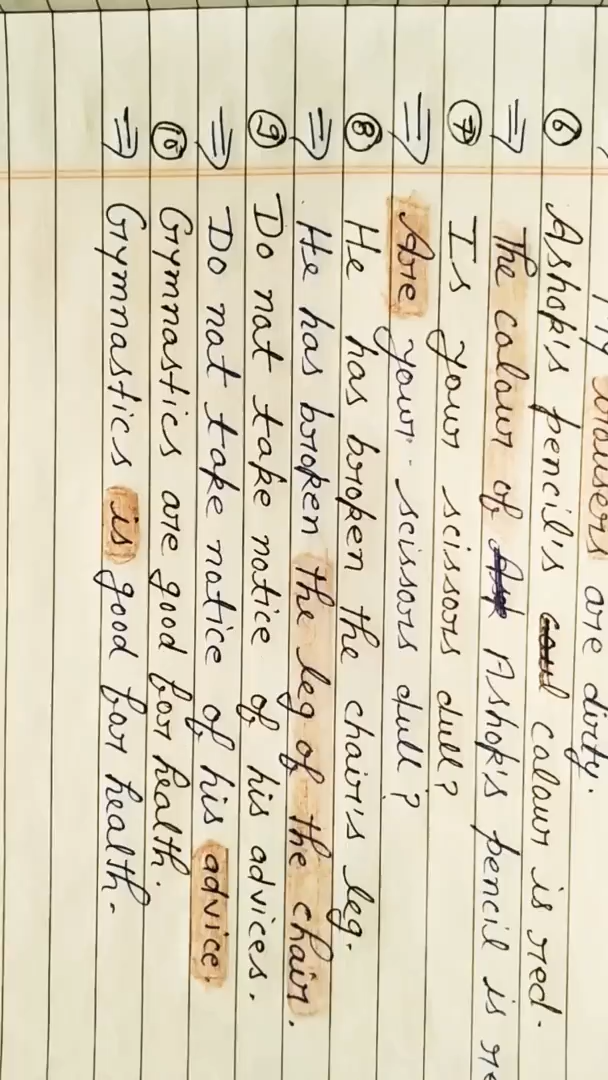 trousers are dirty.
⑥ Ashok's pencil's colour is red.
⇒ The colour of Ashok's pencil is re
⑦ Is your scissors dull?
⇒ Are your scissors dull?
⑧ He has broken the chair's leg.
⇒ He has broken the leg of the chair.
⑨ Do not take notice of his advices.
⇒ Do not take notice of his advice.
⑩ Gymnastics are good for health.
⇒ Gymnastics is good for health.